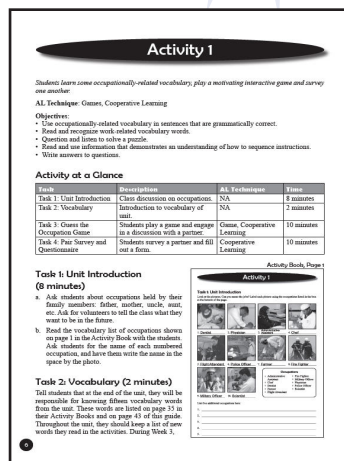 Activity 1
Students learn some occupationally-related vocabulary, play a motivating interactive game and survey
one another.
AL Technique: Games, Cooperative Learning
Objectives:
• Use occupationally-related vocabulary in sentences that are grammatically correct.
• Read and recognize work-related vocabulary words.
• Question and listen to solve a puzzle.
• Read and use information that demonstrates an understanding of how to sequence instructions.
• Write answers to questions.
Activity at a Glance
Task Description AL Technique Time
Task 1: Unit Introduction Class discussion on occupations. NA 8 minutes
Task 2: Vocabulary Introduction to vocabulary of NA 2 minutes
unit.
Task 3: Guess the Students play a game and engage Game, Cooperative 10 minutes
Occupation Game in a discussion with a partner. Learning
Task 4: Pair Survey and Students survey a partner and fill Cooperative 10 minutes
Questionnaire out a form. Learning
Activity Book, Page 1
Task 1: Unit Introduction
(8 minutes)
a. Ask students about occupations held by their
family members: father, mother, uncle, aunt,
etc. Ask for volunteers to tell the class what they
want to be in the future.
b. Read the vocabulary list of occupations shown
on page 1 in the Activity Book with the students.
Ask students for the name of each numbered
occupation, and have them write the name in the
space by the photo.
Task 2: Vocabulary (2 minutes)
Tell students that at the end of the unit, they will be
responsible for knowing fifteen vocabulary words
from the unit. These words are listed on page 35 in
their Activity Books and on page 43 of this guide.
Throughout the unit, they should keep a list of new
words they read in the activities. During Week 3,
Activity 1
Task 1: Unit Introduction
Dentist
Physician
Chef
Flight Attendant
Police Officer
Farmer
Fire Fighter
Military Officer
Scientist
Occupations
6